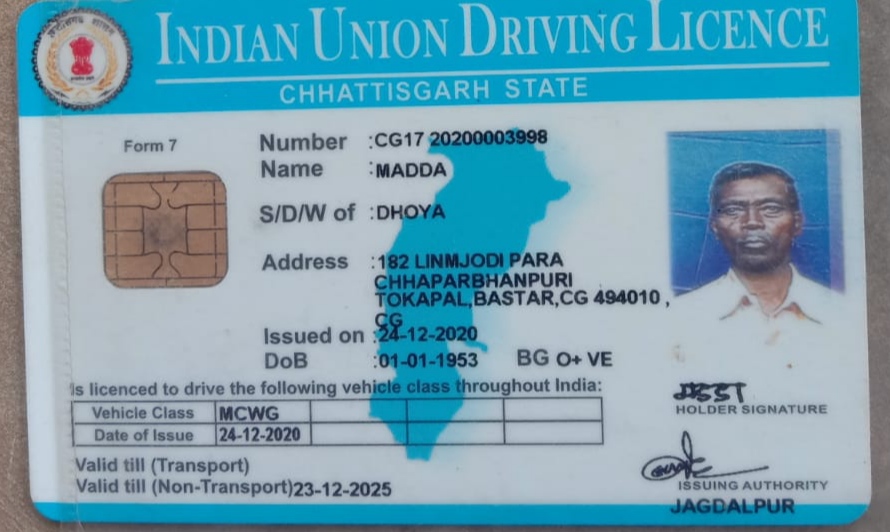 INDIAN UNION DRIVING LICENCE
CHHATTISGARH STATE
Form 7
Number :CG17 20200003998
Name :MADDA
S/D/W of :DHOYA
Address :182 LINMJODI PARA
CHHAPARBHANPURI
TOKAPAL,BASTAR,CG 494010 ,
CG
Issued on :24-12-2020
DoB :01-01-1953 BG O+ VE
Is licenced to drive the following vehicle class throughout India:
Vehicle Class MCWG
Date of Issue 24-12-2020
Valid till (Transport)
Valid till (Non-Transport)23-12-2025
HOLDER SIGNATURE
ISSUING AUTHORITY
JAGDALPUR